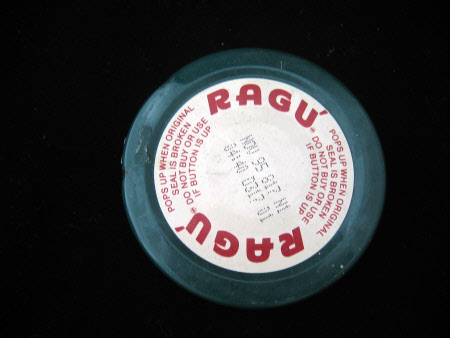 RAGÚ
POPS UP WHEN ORIGINAL
SEAL IS BROKEN
DO NOT BUY OR USE
IF BUTTON IS UP
RAGÚ
POPS UP WHEN ORIGINAL
SEAL IS BROKEN
DO NOT BUY OR USE
IF BUTTON IS UP